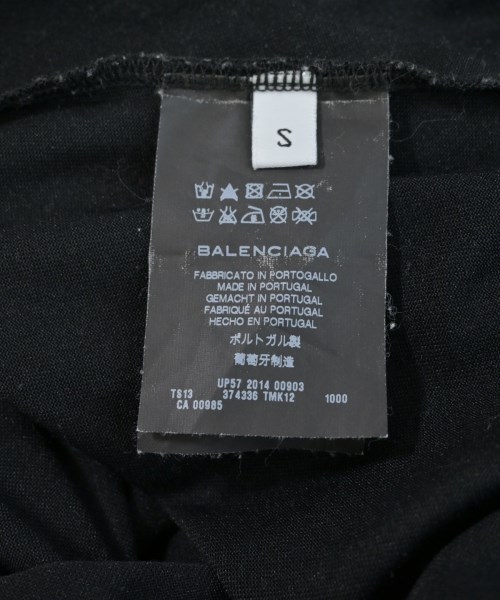 S
BALENCIAGA
FABBRICATO IN PORTOGALLO
MADE IN PORTUGAL
GEMACHT IN PORTUGAL
FABRIQUÉ AU PORTUGAL
HECHO EN PORTUGAL
ポルトガル製
葡萄牙制造
UP57 2014 00903
TS13 374336 TMK12 1000
CA 00985